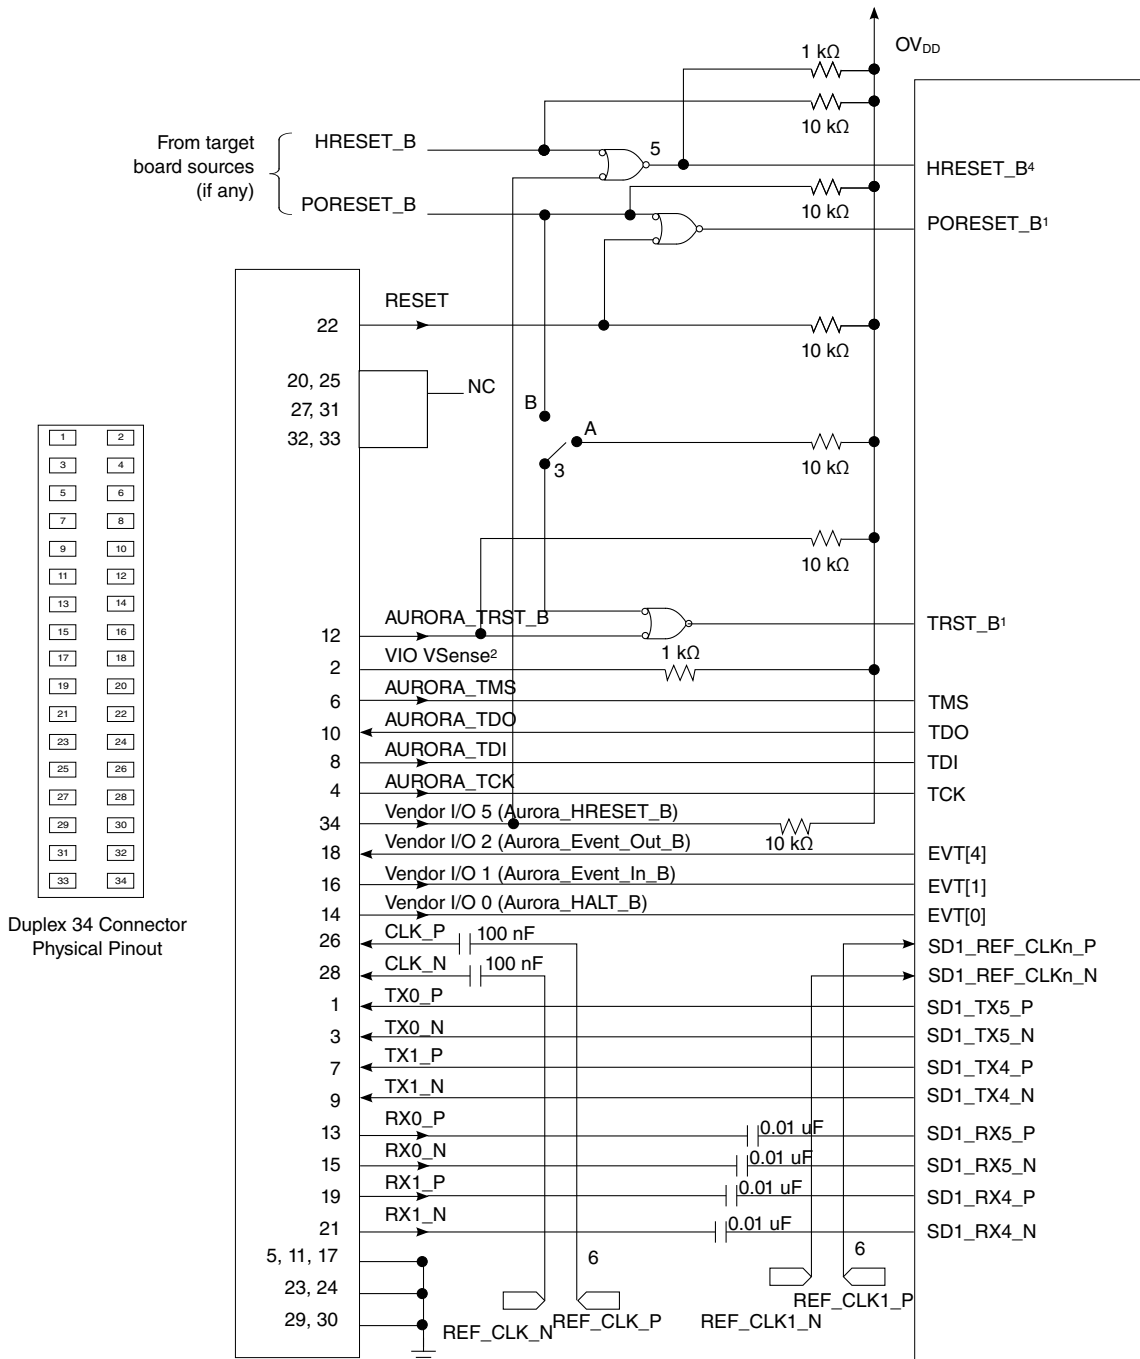 OVDD
1 kΩ
10 kΩ
From target
board sources
(if any)
HRESET_B
5
HRESET_B4
PORESET_B
10 kΩ
PORESET_B1
RESET
22
10 kΩ
20, 25
27, 31
32, 33
NC
B
A
3
10 kΩ
10 kΩ
1 2
3 4
5 6
7 8
9 10
11 12
13 14
15 16
17 18
19 20
21 22
23 24
25 26
27 28
29 30
31 32
33 34
Duplex 34 Connector
Physical Pinout
12 AURORA_TRST_B TRST_B1
2 VIO VSense2 1 kΩ
6 AURORA_TMS TMS
10 AURORA_TDO TDO
8 AURORA_TDI TDI
4 AURORA_TCK TCK
34 Vendor I/O 5 (Aurora_HRESET_B) 10 kΩ
18 Vendor I/O 2 (Aurora_Event_Out_B) EVT[4]
16 Vendor I/O 1 (Aurora_Event_In_B) EVT[1]
14 Vendor I/O 0 (Aurora_HALT_B) EVT[0]
26 CLK_P 100 nF SD1_REF_CLKn_P
28 CLK_N 100 nF SD1_REF_CLKn_N
1 TX0_P SD1_TX5_P
3 TX0_N SD1_TX5_N
7 TX1_P SD1_TX4_P
9 TX1_N SD1_TX4_N
13 RX0_P 0.01 uF SD1_RX5_P
15 RX0_N 0.01 uF SD1_RX5_N
19 RX1_P 0.01 uF SD1_RX4_P
21 RX1_N 0.01 uF SD1_RX4_N
5, 11, 17
23, 24
29, 30
6
6
REF_CLK_N
REF_CLK_P
REF_CLK1_N
REF_CLK1_P